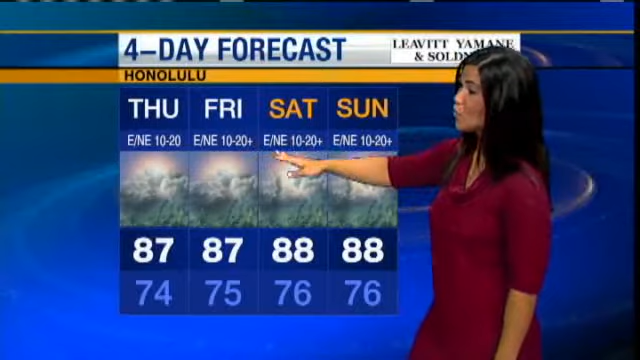 4-DAY FORECAST
LEAVITT YAMANE
& SOLD
HONOLULU
THU FRI SAT SUN
E/NE 10-20 E/NE 10-20+ E/NE 10-20+ E/NE 10-20+
87 87 88 88
74 75 76 76